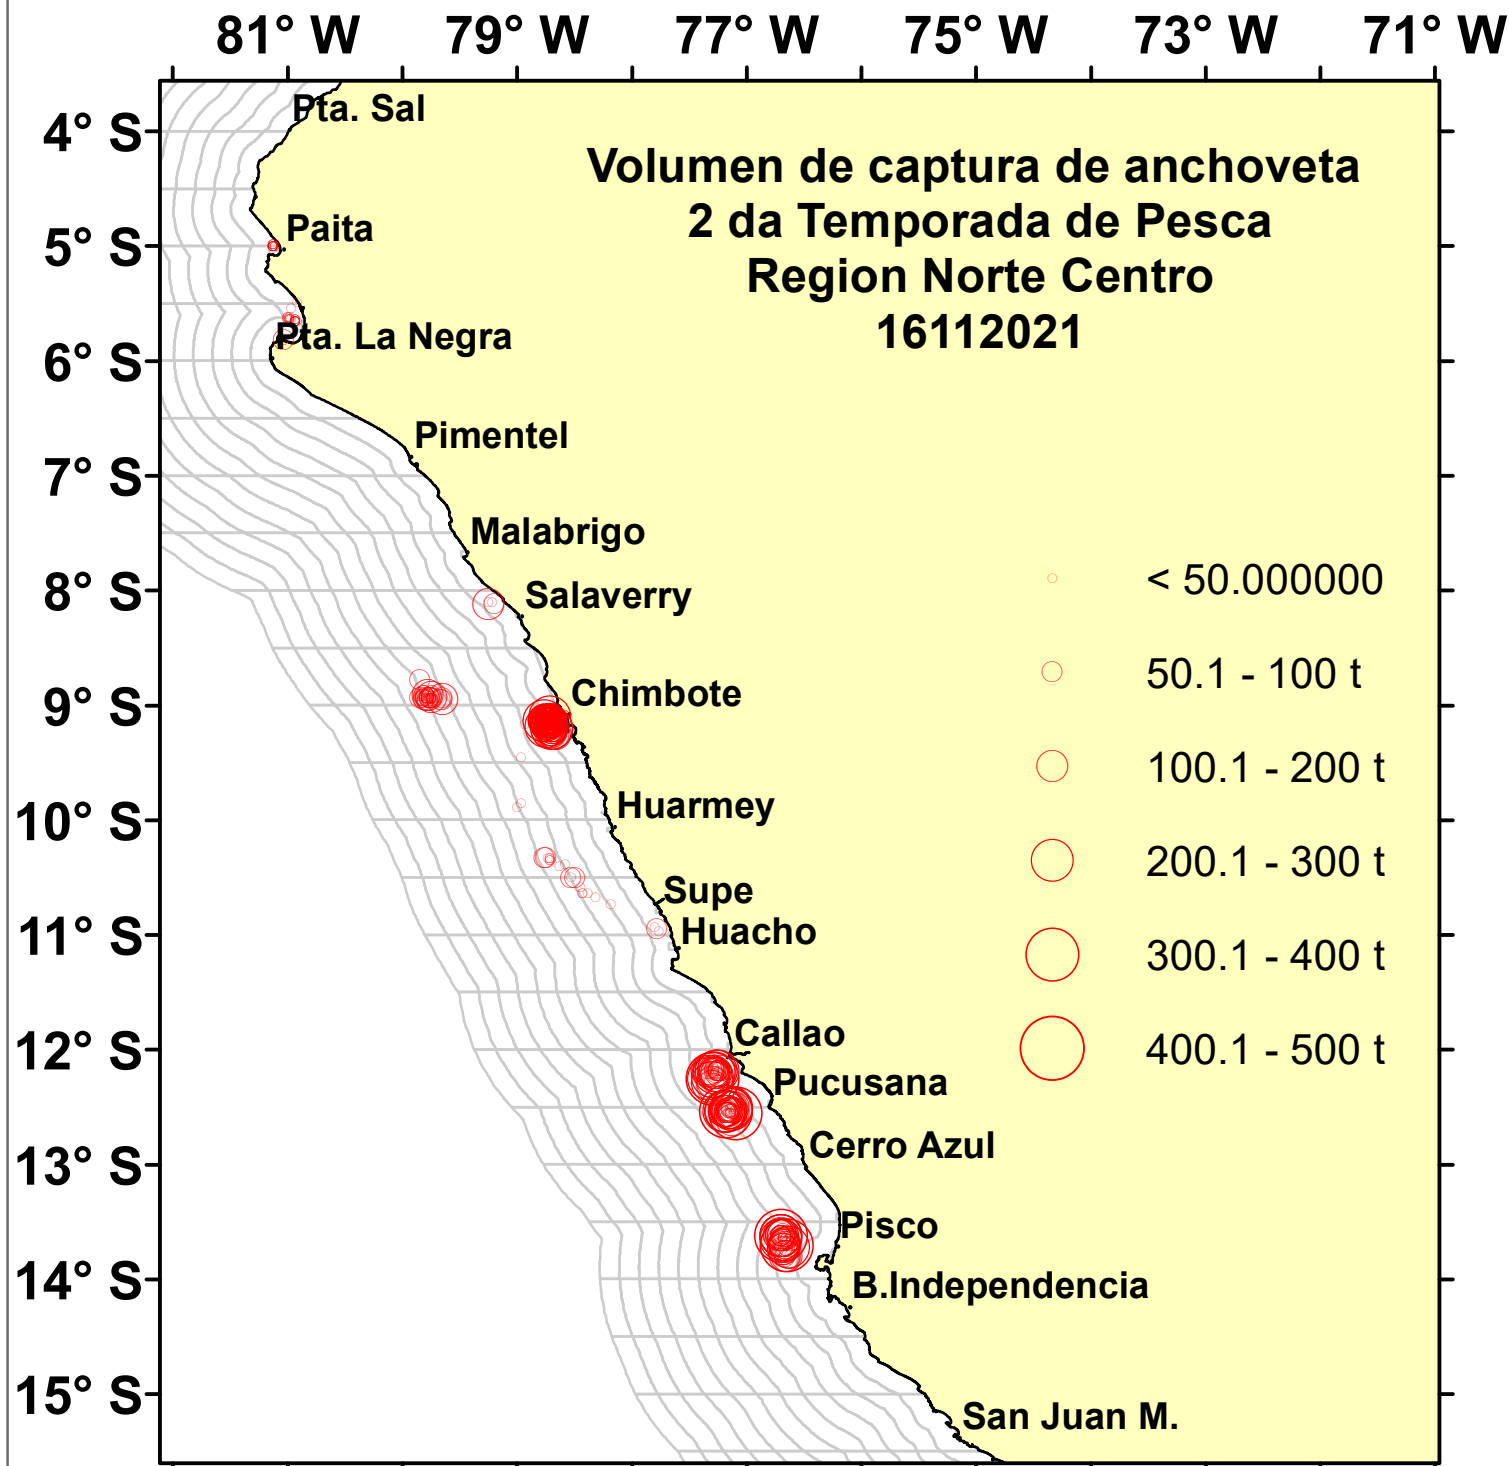 81° W 79° W 77° W 75° W 73° W 71° W
Pta. Sal
4° S
Volumen de captura de anchoveta
2 da Temporada de Pesca
Region Norte Centro
16112021
Paita
5° S
Pta. La Negra
6° S
Pimentel
7° S
Malabrigo
8° S
Salaverry
< 50.000000
50.1 - 100 t
100.1 - 200 t
200.1 - 300 t
300.1 - 400 t
400.1 - 500 t
Chimbote
9° S
Huarmey
10° S
Supe
Huacho
11° S
Callao
12° S
Pucusana
Cerro Azul
13° S
Pisco
14° S
B.Independencia
15° S
San Juan M.